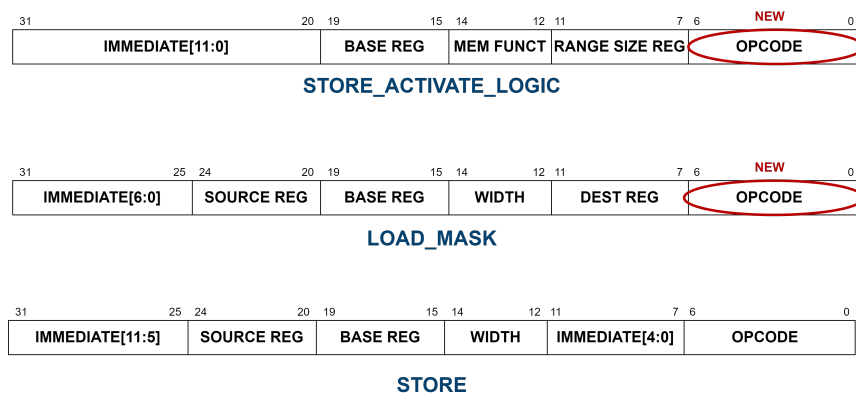 NEW
31 20 19 15 14 12 11 7 6 0
IMMEDIATE[11:0] BASE REG MEM FUNCT RANGE SIZE REG OPCODE
STORE_ACTIVATE_LOGIC
NEW
31 25 24 20 19 15 14 12 11 7 6 0
IMMEDIATE[6:0] SOURCE REG BASE REG WIDTH DEST REG OPCODE
LOAD_MASK
31 25 24 20 19 15 14 12 11 7 6 0
IMMEDIATE[11:5] SOURCE REG BASE REG WIDTH IMMEDIATE[4:0] OPCODE
STORE